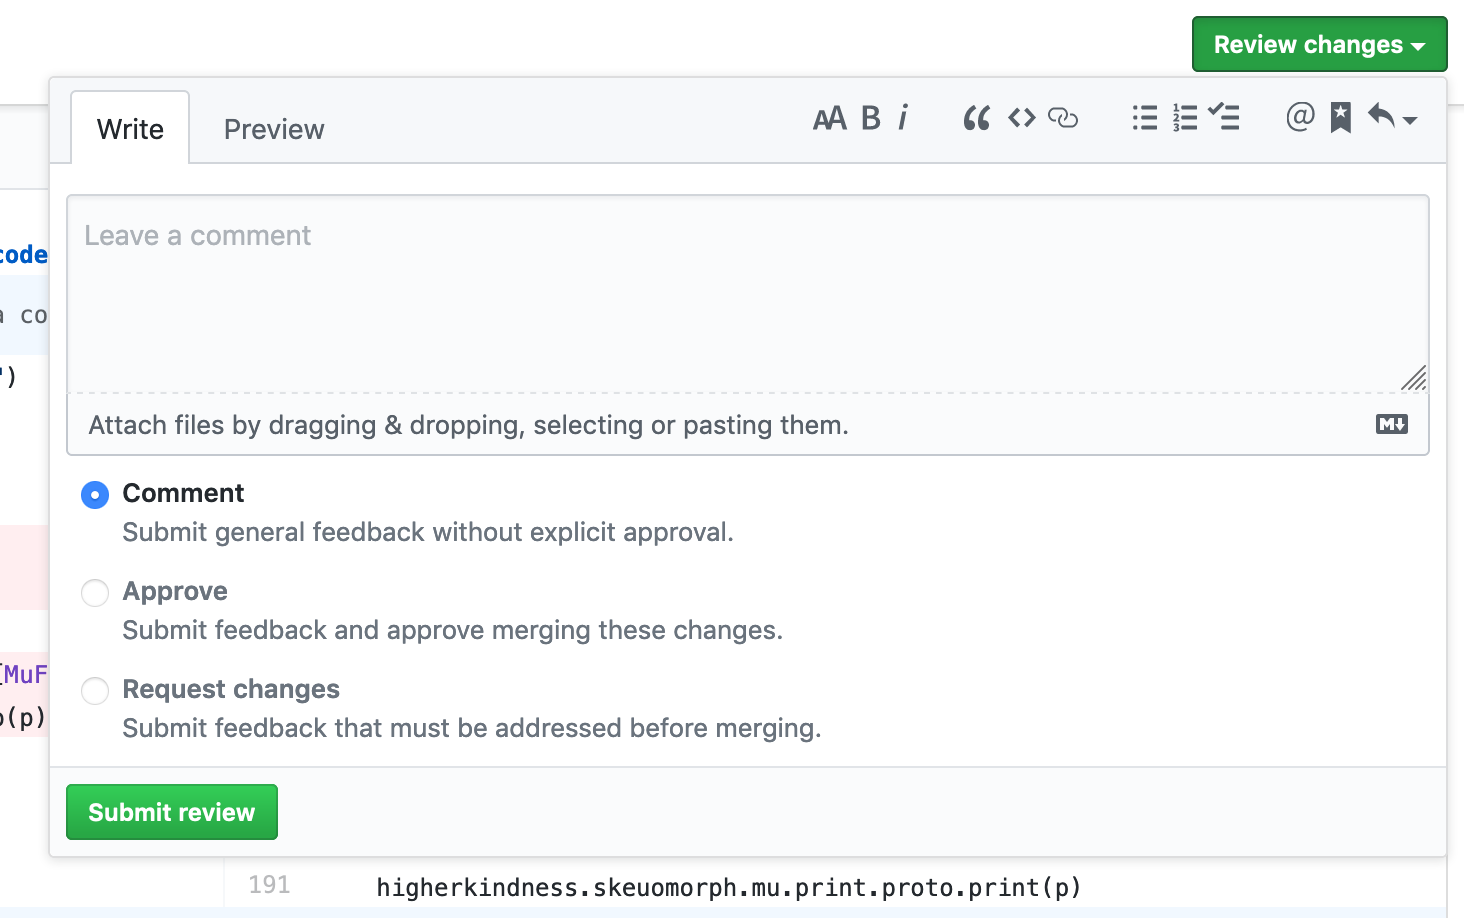 Review changes
Write Preview AA B i @
Leave a comment
code
a co
")
Attach files by dragging & dropping, selecting or pasting them.
M
Comment
Submit general feedback without explicit approval.
Approve
Submit feedback and approve merging these changes.
[MuF
Request changes
o(p)
Submit feedback that must be addressed before merging.
Submit review
191 higherkindness.skeuomorph.mu.print.proto.print(p)